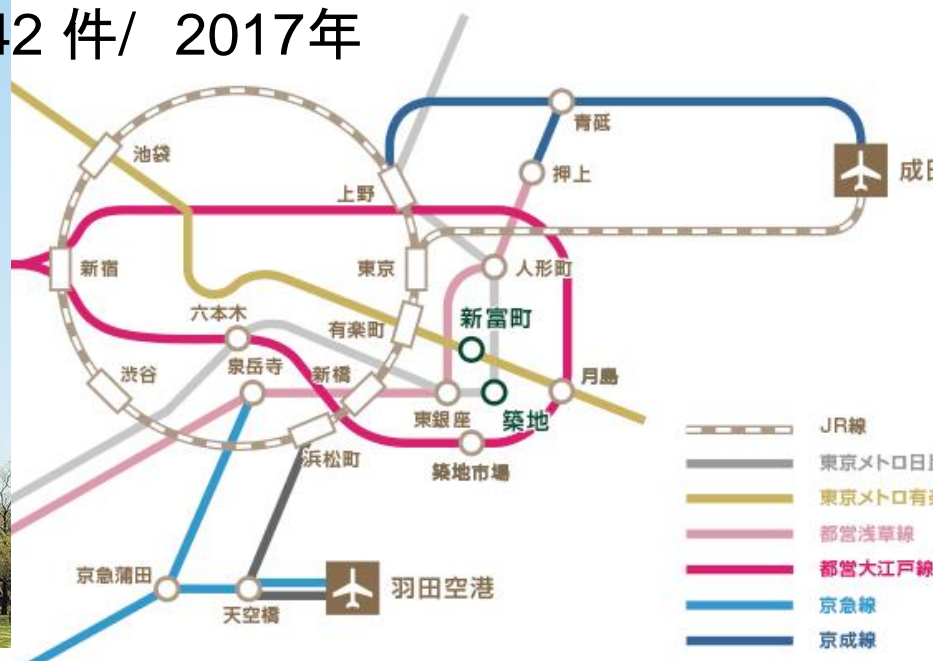 42 件/ 2017年
池袋
青砥
押上
上野
成田
新宿
東京
人形町
六本木
有楽町
新富町
渋谷
泉岳寺
新橋
月島
東銀座
築地
浜松町
築地市場
JR線
東京メトロ日
東京メトロ有
都営浅草線
都営大江戸線
京急蒲田
天空橋
羽田空港
京急線
京成線